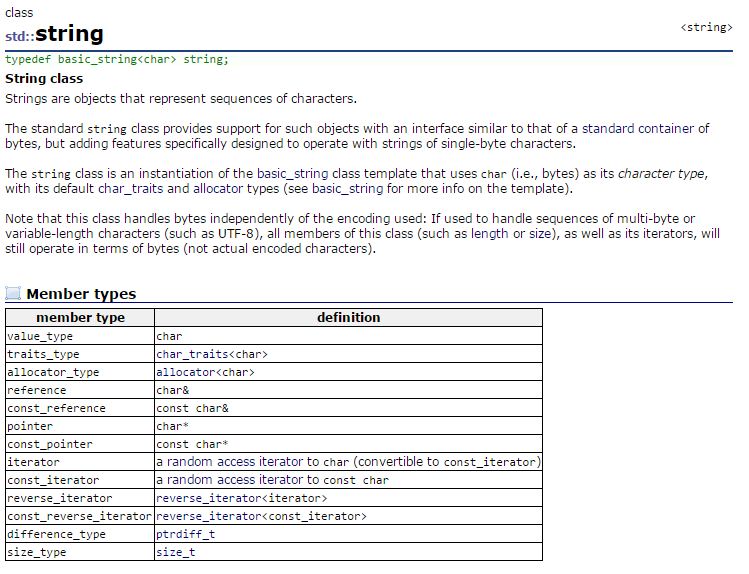 class
std::string
<string>
typedef basic_string<char> string;
String class
Strings are objects that represent sequences of characters.
The standard string class provides support for such objects with an interface similar to that of a standard container of
bytes, but adding features specifically designed to operate with strings of single-byte characters.
The string class is an instantiation of the basic_string class template that uses char (i.e., bytes) as its character type,
with its default char_traits and allocator types (see basic_string for more info on the template).
Note that this class handles bytes independently of the encoding used: If used to handle sequences of multi-byte or
variable-length characters (such as UTF-8), all members of this class (such as length or size), as well as its iterators, will
still operate in terms of bytes (not actual encoded characters).
Member types
member type definition
value_type char
traits_type char_traits<char>
allocator_type allocator<char>
reference char&
const_reference const char&
pointer char*
const_pointer const char*
iterator a random access iterator to char (convertible to const_iterator)
const_iterator a random access iterator to const char
reverse_iterator reverse_iterator<iterator>
const_reverse_iterator reverse_iterator<const_iterator>
difference_type ptrdiff_t
size_type size_t